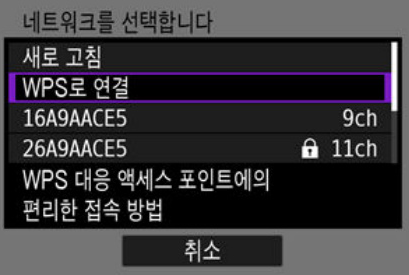 네트워크를 선택합니다
새로 고침
WPS로 연결
16A9AACE5 9ch
26A9AACE5 11ch
WPS 대응 액세스 포인트에의
편리한 접속 방법
취소